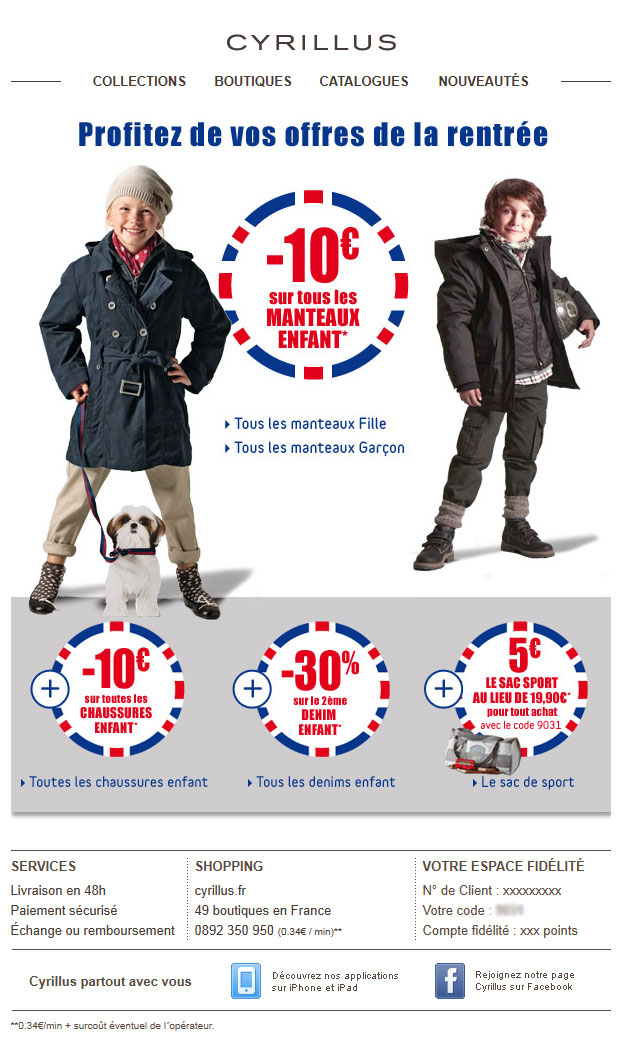 CYRILLUS
COLLECTIONS BOUTIQUES CATALOGUES NOUVEAUTÉS
Profitez de vos offres de la rentrée
-10€
sur tous les
MANTEAUX
ENFANT*
Tous les manteaux Fille
Tous les manteaux Garçon
+
-10€
sur toutes les
CHAUSSURES
ENFANT*
Toutes les chaussures enfant
+
-30%
sur le 2ème
DENIM
ENFANT*
Tous les denims enfant
+
5€
LE SAC SPORT
AU LIEU DE 19,90€*
pour tout achat
avec le code 9031
Le sac de sport
SERVICES
Livraison en 48h
Paiement sécurisé
Échange ou remboursement
SHOPPING
cyrillus.fr
49 boutiques en France
0892 350 950 (0.34€ / min)**
VOTRE ESPACE FIDÉLITÉ
N° de Client : xxxxxxxxx
Votre code :
Compte fidélité : xxx points
Cyrillus partout avec vous
Découvrez nos applications
sur iPhone et iPad
Rejoignez notre page
Cyrillus sur Facebook
**0.34€/min + surcoût éventuel de l´opérateur.